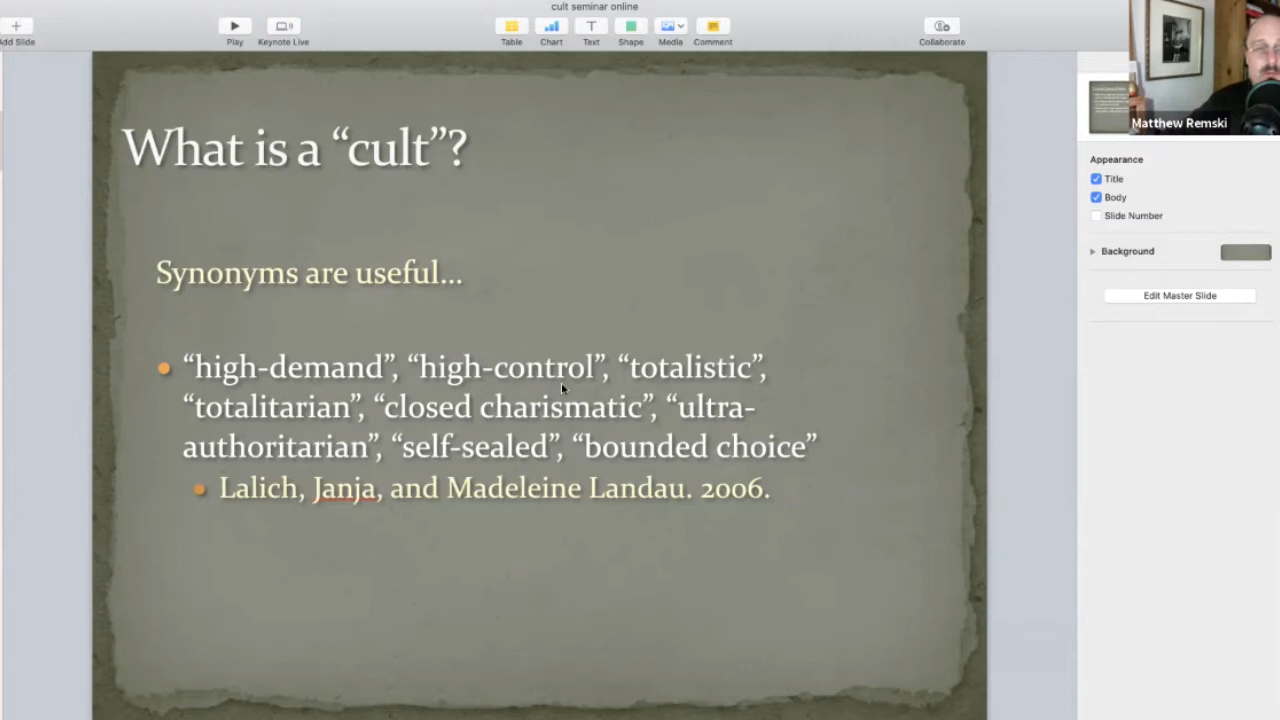 cult seminar online
Add Slide
Play
Keynote Live
Table
Chart
Text
Shape
Media
Comment
Collaborate
Matthew Remski
What is a “cult”?
Synonyms are useful…
“high-demand”, “high-control”, “totalistic”,
“totalitarian”, “closed charismatic”, “ultra-
authoritarian”, “self-sealed”, “bounded choice”
Lalich, Janja, and Madeleine Landau. 2006.
Appearance
Title
Body
Slide Number
Background
Edit Master Slide